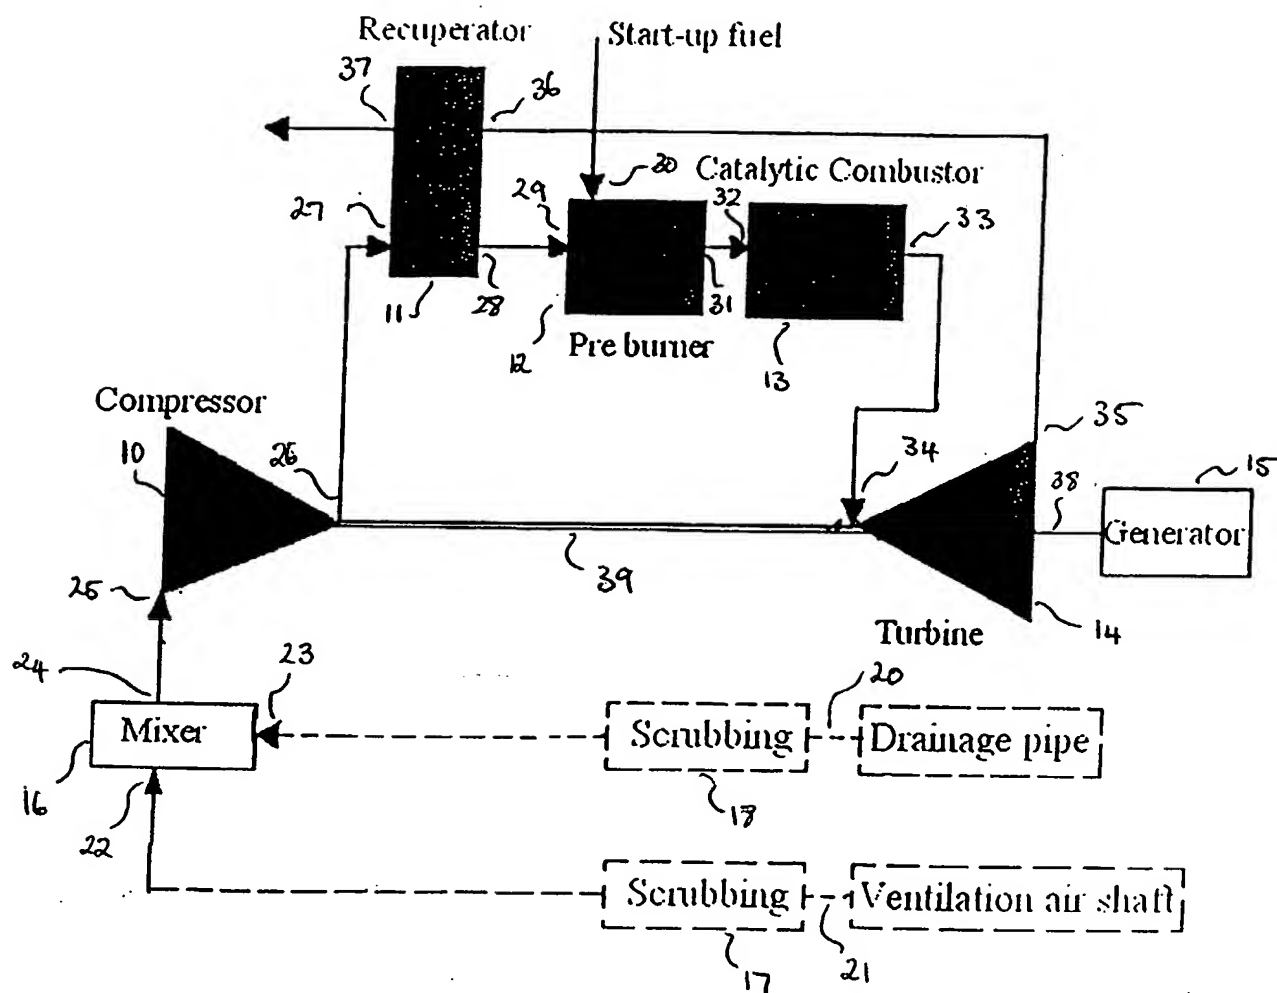 Recuperator
Start-up fuel
37
36
30
Catalytic Combustor
27
29
32
33
11
28
31
12
Pre burner
13
Compressor
10
26
34
35
15
38
Generator
39
25
Turbine
14
24
23
20
Mixer
Scrubbing
Drainage pipe
16
22
18
Scrubbing
Ventilation air shaft
17
21